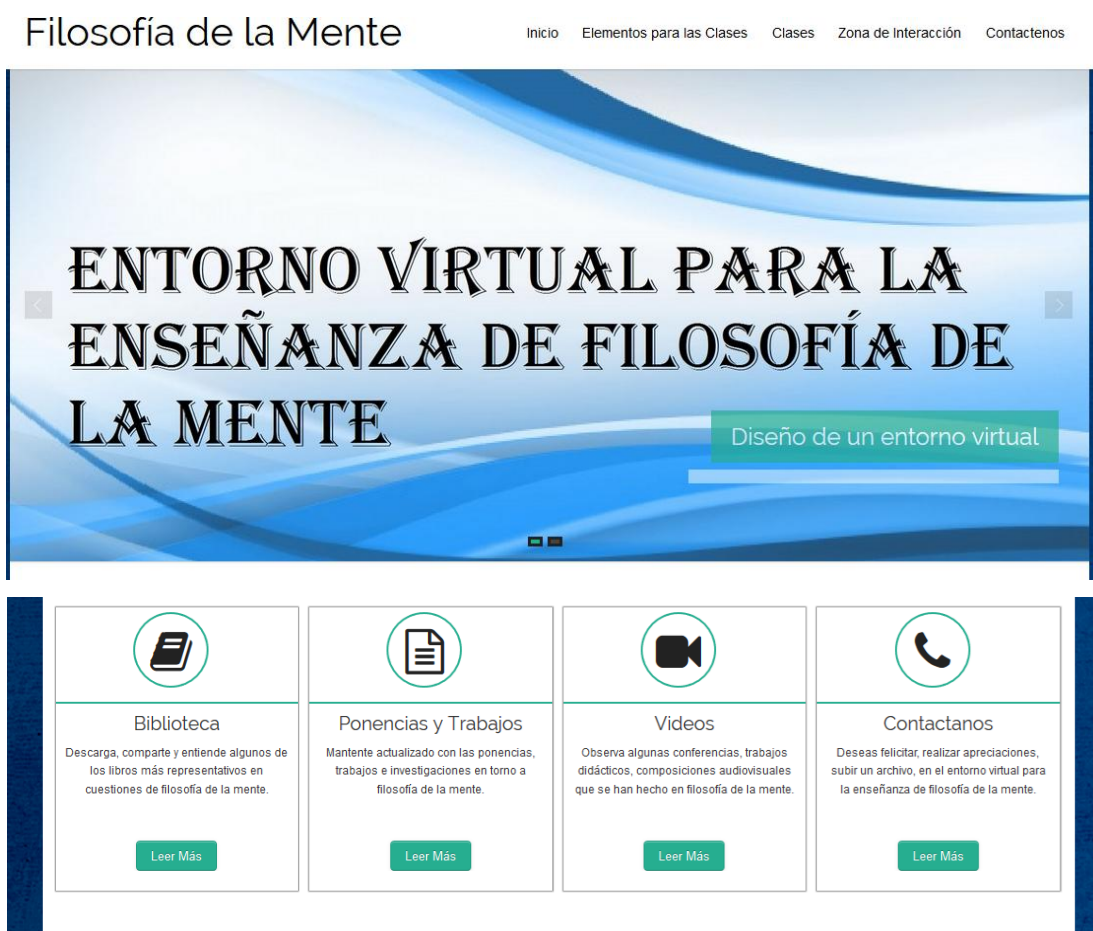 Filosofía de la Mente
Inicio Elementos para las Clases Clases Zona de Interacción Contactenos
ENTORNO VIRTUAL PARA LA
ENSEÑANZA DE FILOSOFÍA DE
LA MENTE
Diseño de un entorno virtual
Biblioteca
Descarga, comparte y entiende algunos de
los libros más representativos en
cuestiones de filosofía de la mente.
Leer Más
Ponencias y Trabajos
Mantente actualizado con las ponencias,
trabajos e investigaciones en torno a
filosofía de la mente.
Leer Más
Videos
Observa algunas conferencias, trabajos
didácticos, composiciones audiovisuales
que se han hecho en filosofía de la mente.
Leer Más
Contactanos
Deseas felicitar, realizar apreciaciones,
subir un archivo, en el entorno virtual para
la enseñanza de filosofía de la mente.
Leer Más